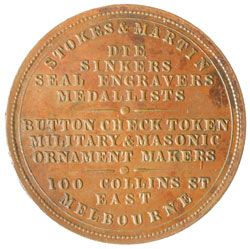 STOKES & MARTIN
DIE
SINKERS
SEAL ENGRAVERS
MEDALLISTS
BUTTON CHECK TOKEN
MILITARY & MASONIC
ORNAMENT MAKERS
100 COLLINS ST
EAST
MELBOURNE